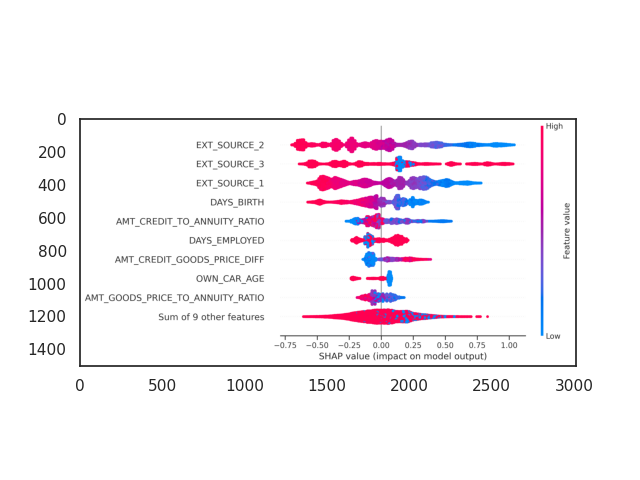 0
200
400
600
800
1000
1200
1400
0
500
1000
1500
2000
2500
3000
EXT_SOURCE_2
EXT_SOURCE_3
EXT_SOURCE_1
DAYS_BIRTH
AMT_CREDIT_TO_ANNUITY_RATIO
DAYS_EMPLOYED
AMT_CREDIT_GOODS_PRICE_DIFF
OWN_CAR_AGE
AMT_GOODS_PRICE_TO_ANNUITY_RATIO
Sum of 9 other features
−0.75
−0.50
−0.25
0.00
0.25
0.50
0.75
1.00
SHAP value (impact on model output)
High
Feature value
Low